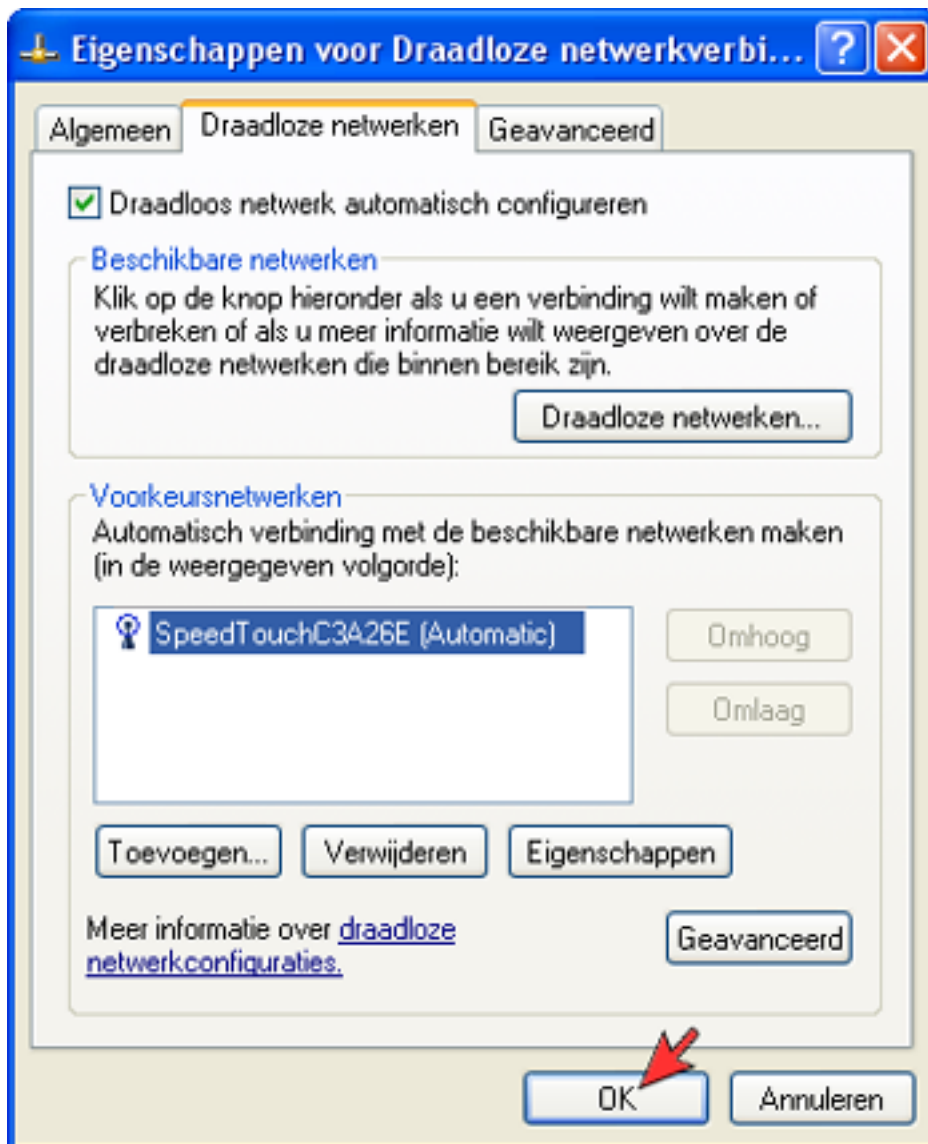 Eigenschappen voor Draadloze netwerkverbi...
Algemeen
Draadloze netwerken
Geavanceerd
Draadloos netwerk automatisch configureren
Beschikbare netwerken
Klik op de knop hieronder als u een verbinding wilt maken of
verbreken of als u meer informatie wilt weergeven over de
draadloze netwerken die binnen bereik zijn.
Draadloze netwerken...
Voorkeursnetwerken
Automatisch verbinding met de beschikbare netwerken maken
(in de weergegeven volgorde):
SpeedTouchC3A26E (Automatic)
Omhoog
Omlaag
Toevoegen...
Verwijderen
Eigenschappen
Meer informatie over draadloze
netwerkconfiguraties.
Geavanceerd
OK
Annuleren